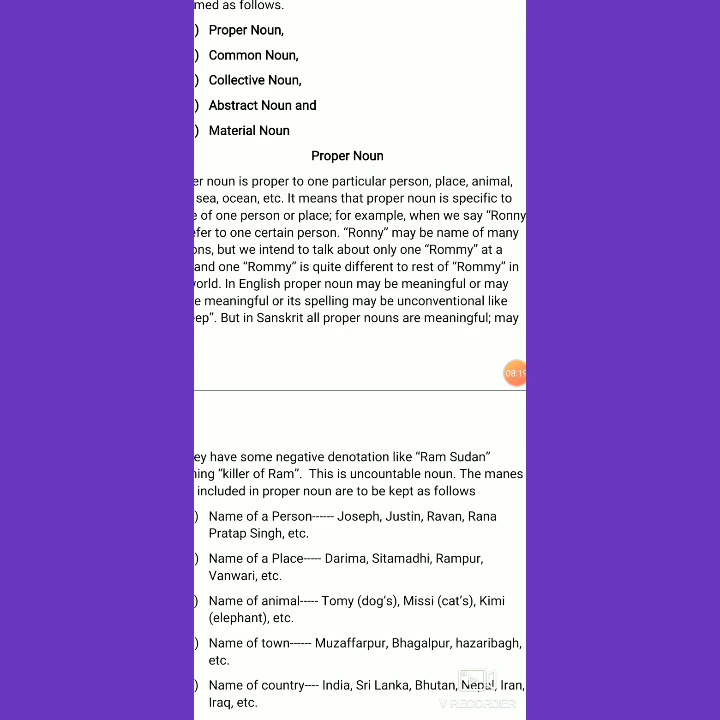 med as follows.
) Proper Noun,
) Common Noun,
) Collective Noun,
) Abstract Noun and
) Material Noun
Proper Noun
er noun is proper to one particular person, place, animal,
sea, ocean, etc. It means that proper noun is specific to
e of one person or place; for example, when we say “Ronny
efer to one certain person. “Ronny” may be name of many
ons, but we intend to talk about only one “Rommy” at a
and one “Rommy” is quite different to rest of “Rommy” in
vorld. In English proper noun may be meaningful or may
e meaningful or its spelling may be unconventional like
ep”. But in Sanskrit all proper nouns are meaningful; may
08:19
ey have some negative denotation like “Ram Sudan”
ning “killer of Ram”. This is uncountable noun. The manes
included in proper noun are to be kept as follows
) Name of a Person------ Joseph, Justin, Ravan, Rana
Pratap Singh, etc.
) Name of a Place----- Darima, Sitamadhi, Rampur,
Vanwari, etc.
) Name of animal----- Tomy (dog’s), Missi (cat’s), Kimi
(elephant), etc.
) Name of town------ Muzaffarpur, Bhagalpur, hazaribagh,
etc.
) Name of country---- India, Sri Lanka, Bhutan, Nepal, Iran,
Iraq, etc.
V RECORDER